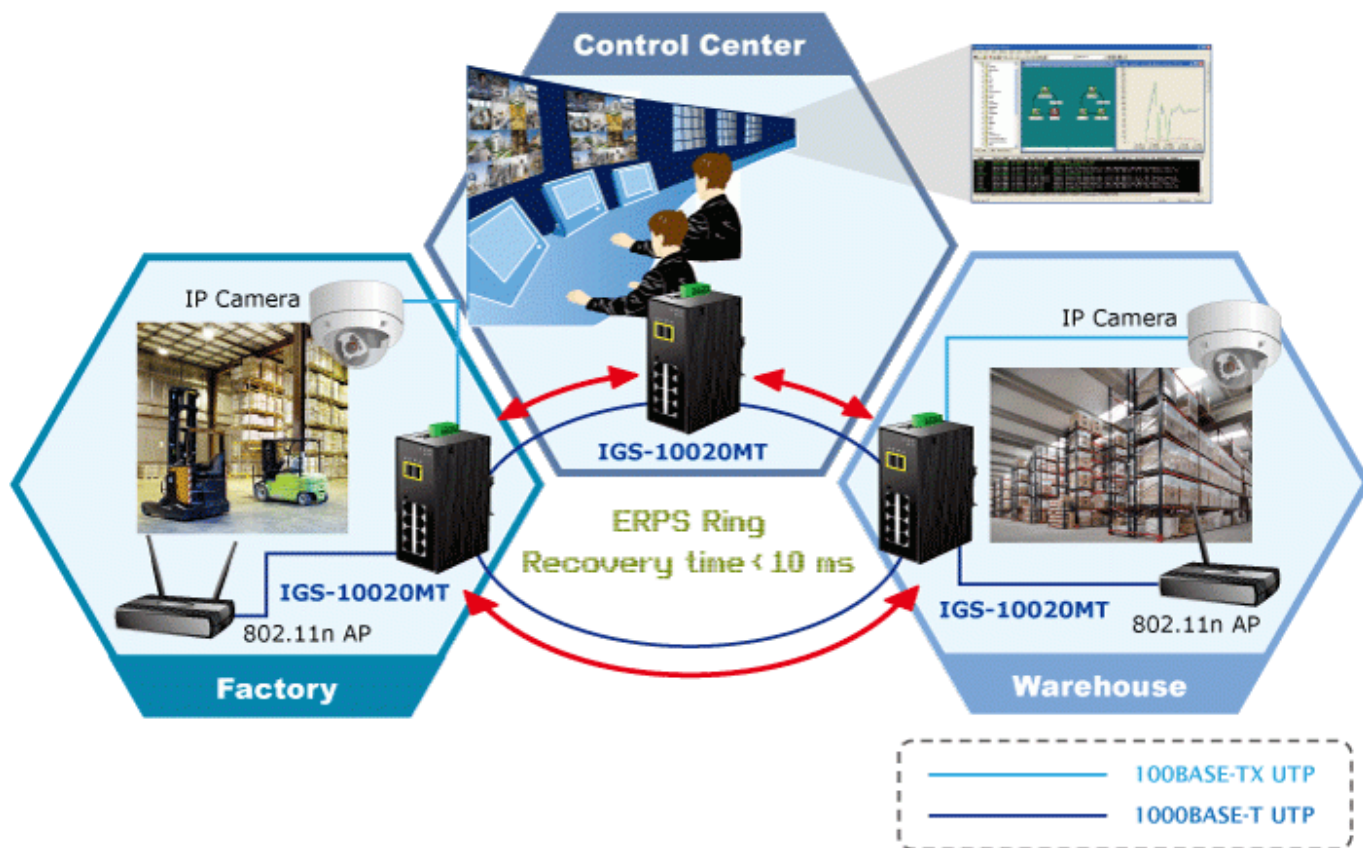 Control Center
IP Camera
IP Camera
IGS-10020MT
ERPS Ring
Recovery time < 10 ms
IGS-10020MT
802.11n AP
IGS-10020MT
802.11n AP
Factory
Warehouse
100BASE-TX UTP
1000BASE-T UTP